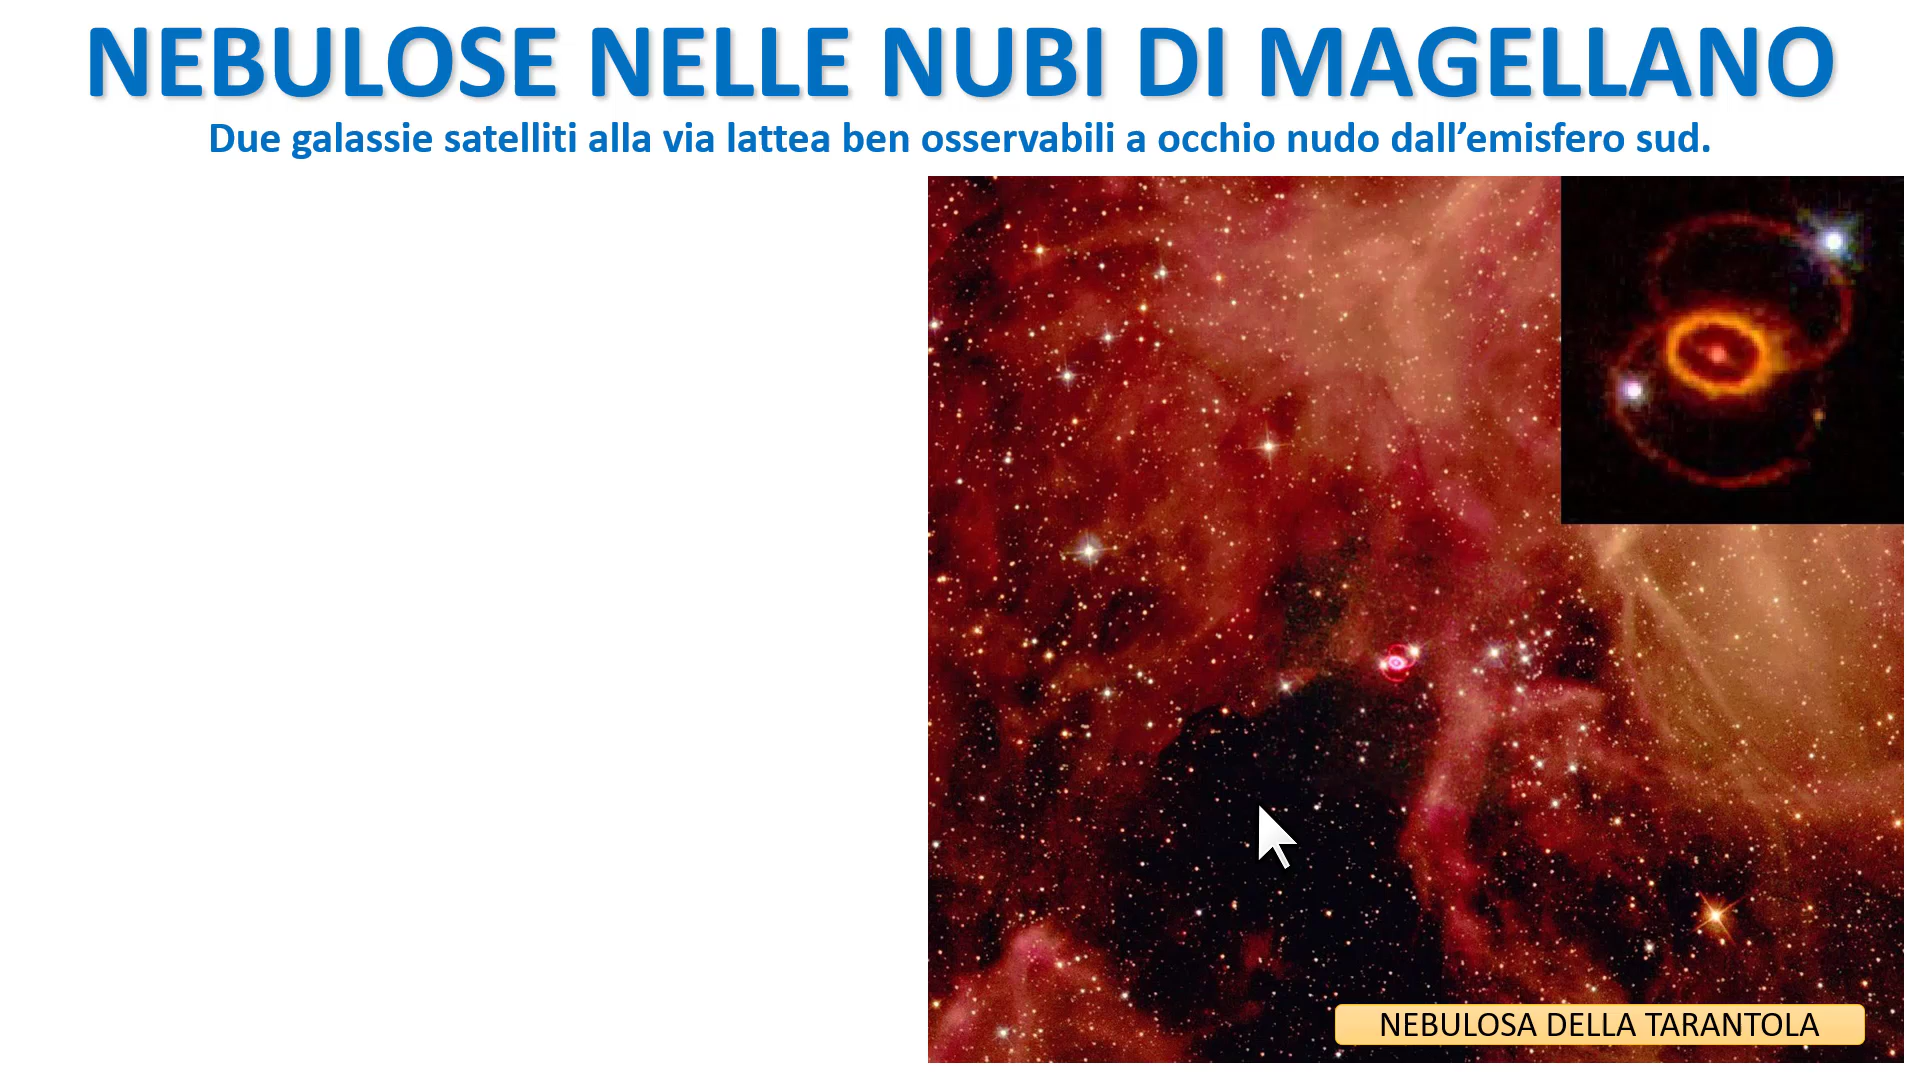 NEBULOSE NELLE NUBI DI MAGELLANO
Due galassie satelliti alla via lattea ben osservabili a occhio nudo dall’emisfero sud.
NEBULOSA DELLA TARANTOLA